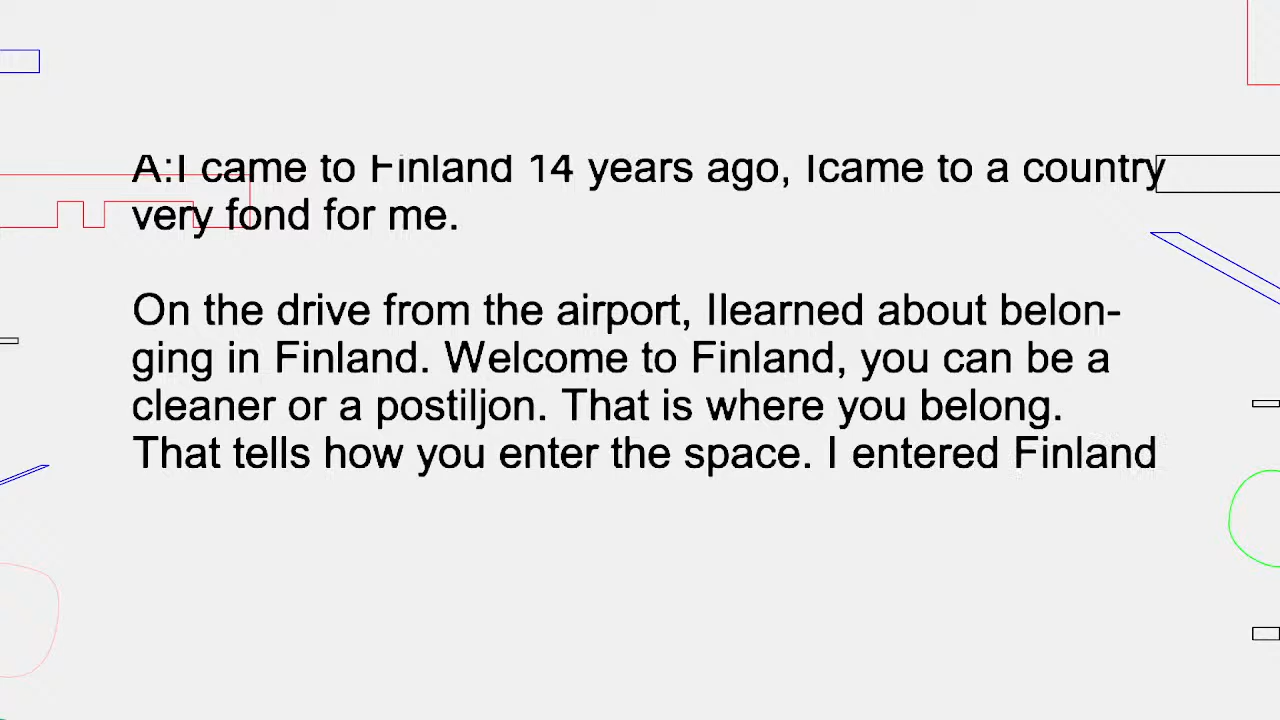 A:I came to Finland 14 years ago, Icame to a country
very fond for me.
On the drive from the airport, Ilearned about belon-
ging in Finland. Welcome to Finland, you can be a
cleaner or a postiljon. That is where you belong.
That tells how you enter the space. I entered Finland